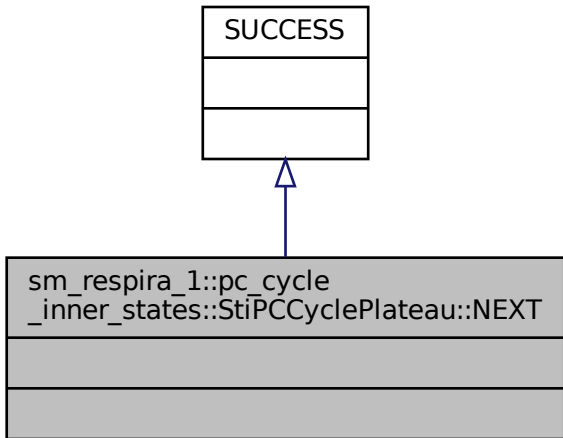 SUCCESS
sm_respira_1::pc_cycle
_inner_states::StiPCCyclePlateau::NEXT